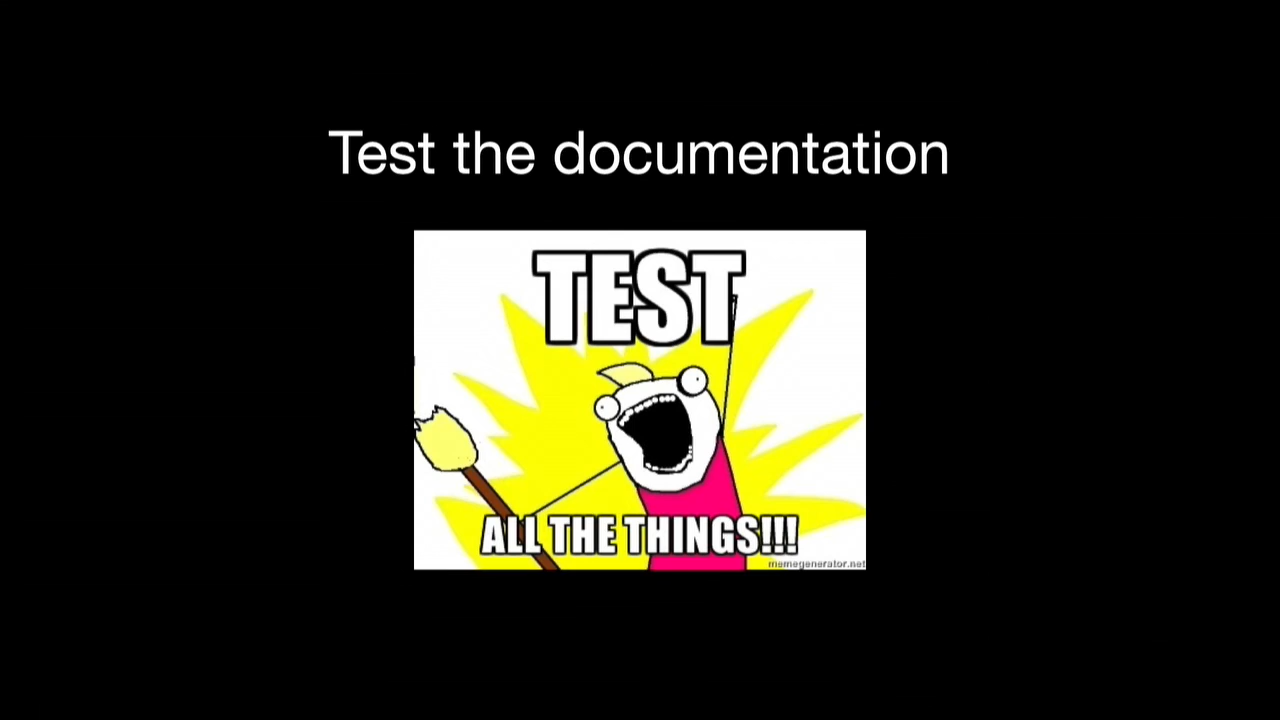 Test the documentation
TEST
ALL THE THINGS!!!
memegenerator.net